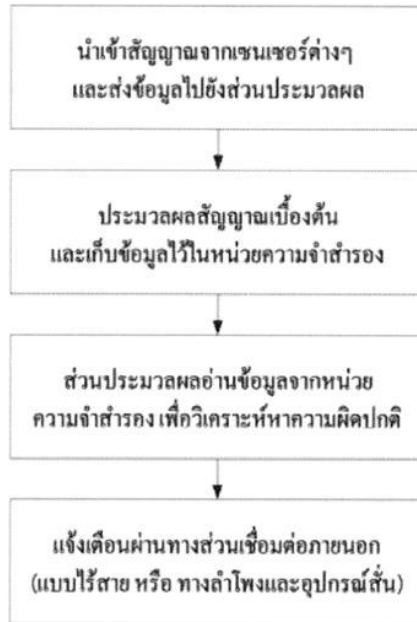 นำเข้าสัญญาณจากเซนเซอร์ต่างๆ
และส่งข้อมูลไปยังส่วนประมวลผล
ประมวลผลสัญญาณเบื้องต้น
และเก็บข้อมูลไว้ในหน่วยความจำสำรอง
ส่วนประมวลผลอ่านข้อมูลจากหน่วย
ความจำสำรอง เพื่อวิเคราะห์หาความผิดปกติ
แจ้งเตือนผ่านทางส่วนเชื่อมต่อภายนอก
(แบบไร้สาย หรือ ทางลำโพงและอุปกรณ์สั่น)